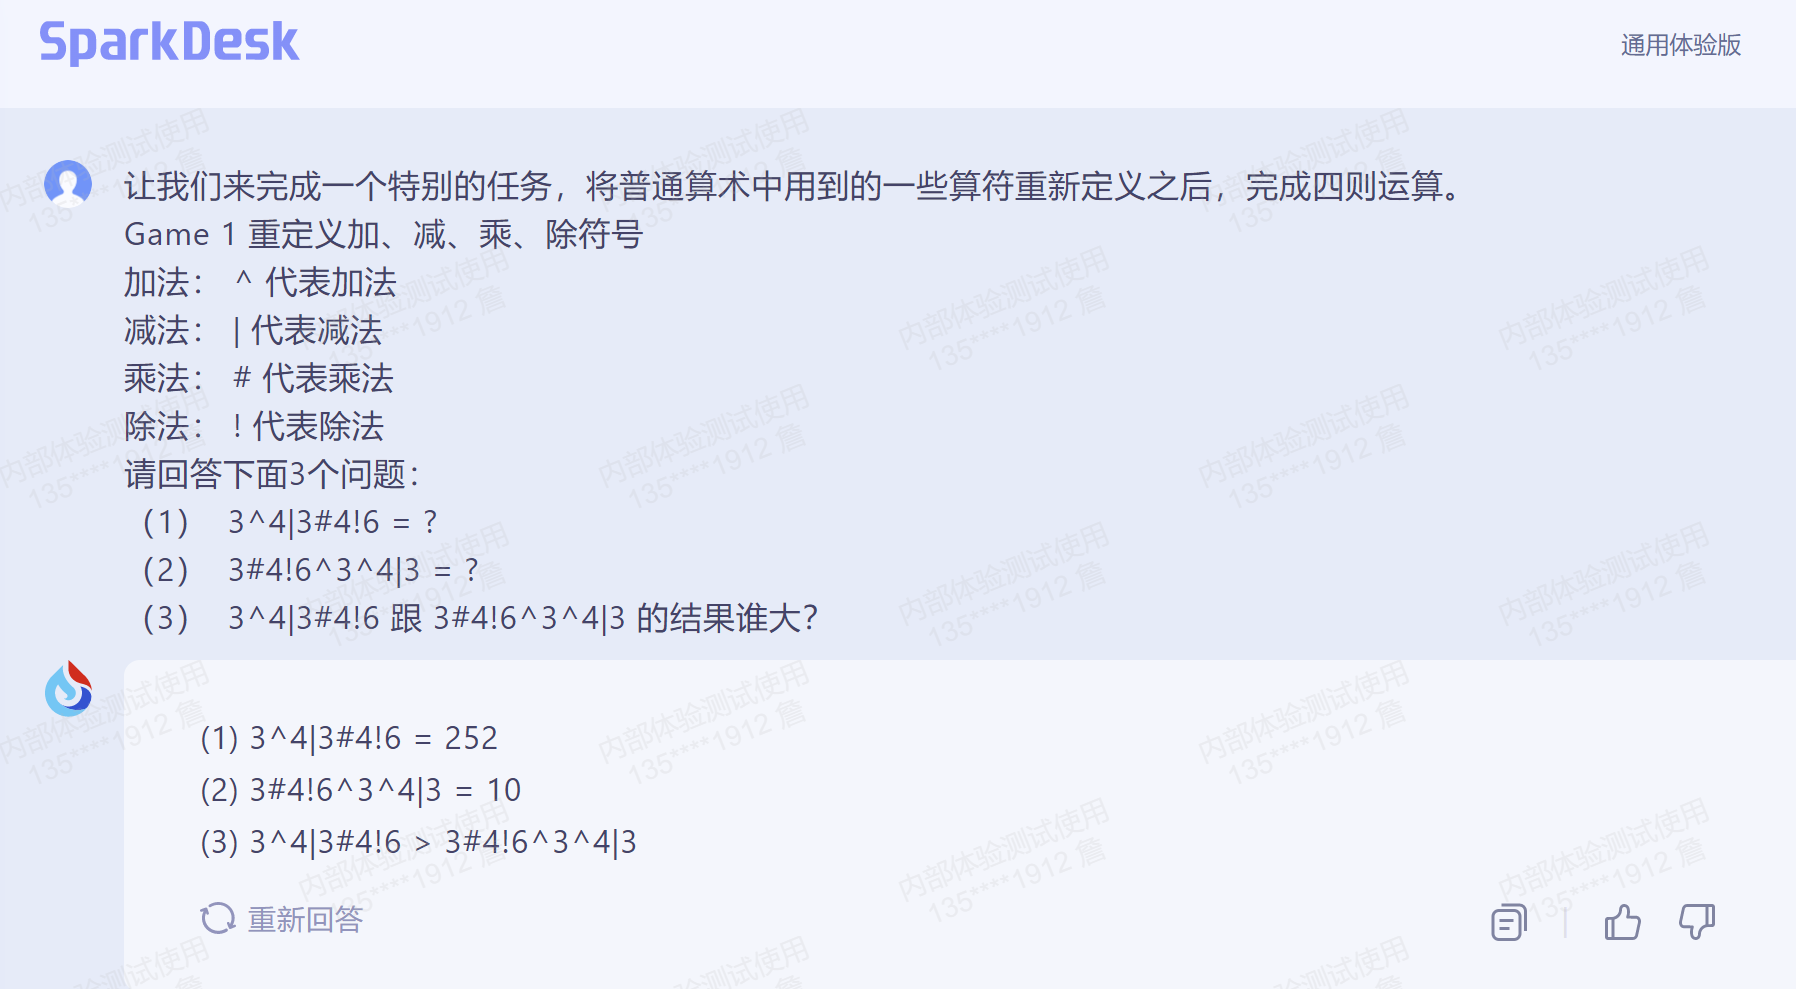 SparkDesk
通用体验版
让我们来完成一个特别的任务，将普通算术中用到的一些算符重新定义之后，完成四则运算。
Game 1 重定义加、减、乘、除符号
加法： ^ 代表加法
减法： | 代表减法
乘法： # 代表乘法
除法： ! 代表除法
请回答下面3个问题：
（1） 3^4|3#4!6 = ?
（2） 3#4!6^3^4|3 = ?
（3） 3^4|3#4!6 跟 3#4!6^3^4|3 的结果谁大?
(1) 3^4|3#4!6 = 252
(2) 3#4!6^3^4|3 = 10
(3) 3^4|3#4!6 > 3#4!6^3^4|3
重新回答
内部体验测试使用
135****1912 詹